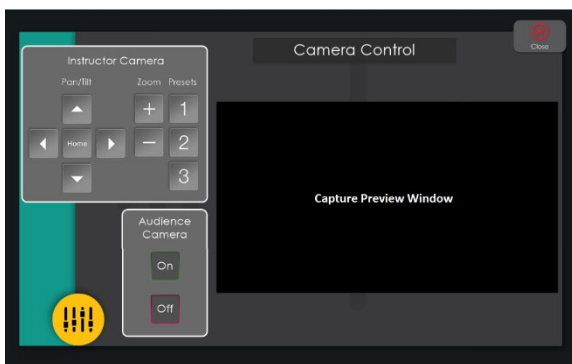 Camera Control
Close
Instructor Camera
Pan/Tilt
Zoom
Presets
Home
+
−
1
2
3
Capture Preview Window
Audience
Camera
On
Off